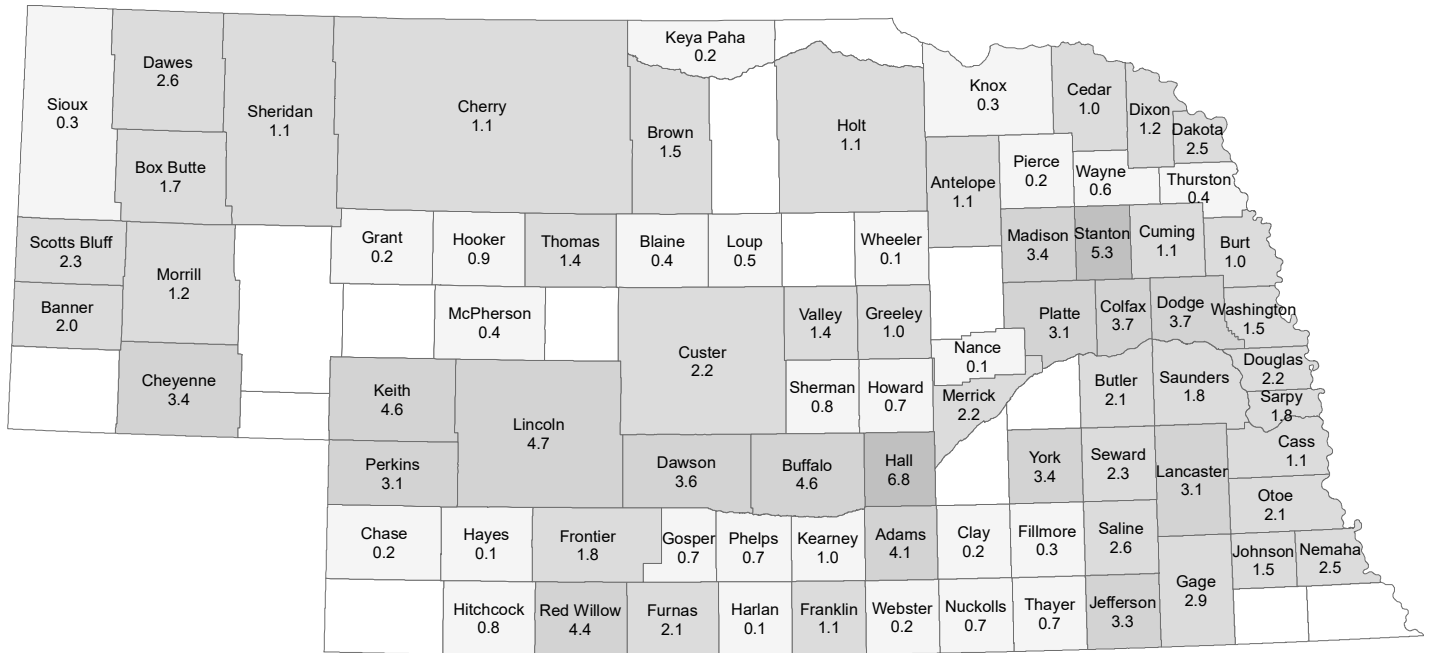 Keya Paha
0.2
Dawes
2.6
Sioux
0.3
Sheridan
1.1
Cherry
1.1
Brown
1.5
Holt
1.1
Knox
0.3
Cedar
1.0
Dixon
1.2
Dakota
2.5
Box Butte
1.7
Antelope
1.1
Pierce
0.2
Wayne
0.6
Thurston
0.4
Scotts Bluff
2.3
Morrill
1.2
Grant
0.2
Hooker
0.9
Thomas
1.4
Blaine
0.4
Loup
0.5
Wheeler
0.1
Madison
3.4
Stanton
5.3
Cuming
1.1
Burt
1.0
Banner
2.0
McPherson
0.4
Custer
2.2
Valley
1.4
Greeley
1.0
Platte
3.1
Colfax
3.7
Dodge
3.7
Washington
1.5
Nance
0.1
Cheyenne
3.4
Keith
4.6
Lincoln
4.7
Sherman
0.8
Howard
0.7
Merrick
2.2
Butler
2.1
Saunders
1.8
Douglas
2.2
Sarpy
1.8
Perkins
3.1
Dawson
3.6
Buffalo
4.6
Hall
6.8
York
3.4
Seward
2.3
Lancaster
3.1
Cass
1.1
Otoe
2.1
Chase
0.2
Hayes
0.1
Frontier
1.8
Gosper
0.7
Phelps
0.7
Kearney
1.0
Adams
4.1
Clay
0.2
Fillmore
0.3
Saline
2.6
Johnson
1.5
Nemaha
2.5
Gage
2.9
Hitchcock
0.8
Red Willow
4.4
Furnas
2.1
Harlan
0.1
Franklin
1.1
Webster
0.2
Nuckolls
0.7
Thayer
0.7
Jefferson
3.3